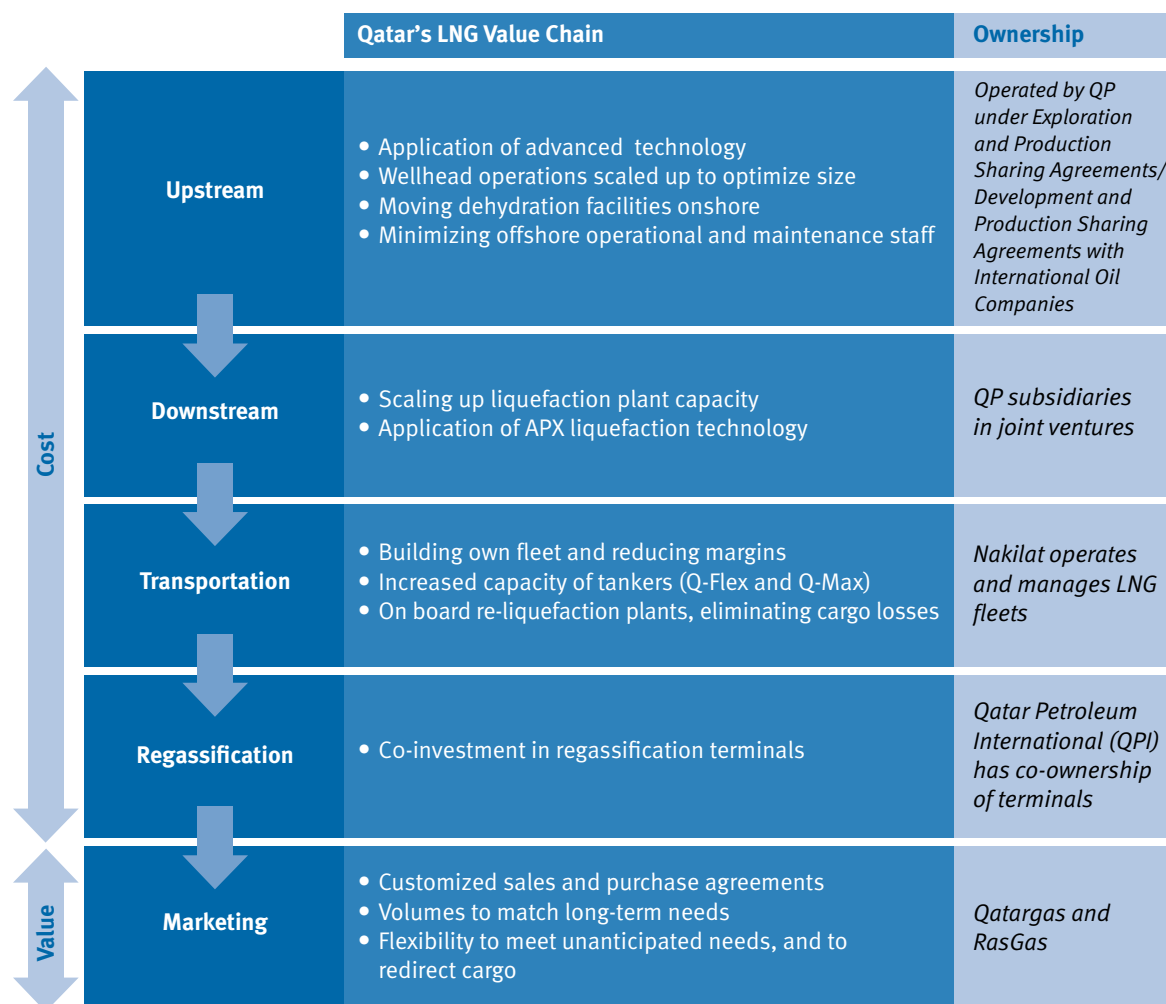 Qatar's LNG Value Chain
Ownership
Cost
Upstream
• Application of advanced technology
• Wellhead operations scaled up to optimize size
• Moving dehydration facilities onshore
• Minimizing offshore operational and maintenance staff
Operated by QP
under Exploration
and Production
Sharing Agreements/
Development and
Production Sharing
Agreements with
International Oil
Companies
Downstream
• Scaling up liquefaction plant capacity
• Application of APX liquefaction technology
QP subsidiaries
in joint ventures
Transportation
• Building own fleet and reducing margins
• Increased capacity of tankers (Q-Flex and Q-Max)
• On board re-liquefaction plants, eliminating cargo losses
Nakilat operates
and manages LNG
fleets
Regassification
• Co-investment in regassification terminals
Qatar Petroleum
International (QPI)
has co-ownership
of terminals
Value
Marketing
• Customized sales and purchase agreements
• Volumes to match long-term needs
• Flexibility to meet unanticipated needs, and to
redirect cargo
Qatargas and
RasGas